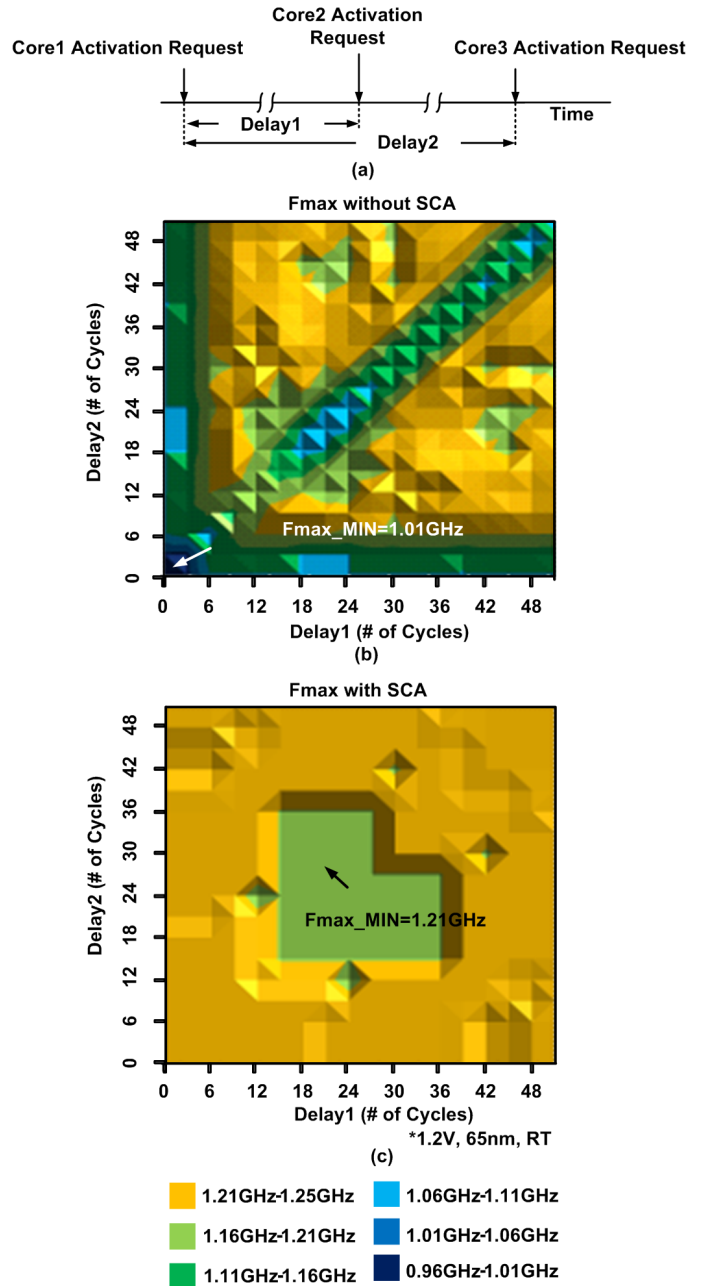 Core2 Activation
Request
Core1 Activation Request
Core3 Activation Request
Time
Delay1
Delay2
(a)
Fmax without SCA
48
42
36
30
24
18
12
6
0
Delay2 (# of Cycles)
Fmax_MIN=1.01GHz
0 6 12 18 24 30 36 42 48
Delay1 (# of Cycles)
(b)
Fmax with SCA
48
42
36
30
24
18
12
6
0
Delay2 (# of Cycles)
Fmax_MIN=1.21GHz
0 6 12 18 24 30 36 42 48
Delay1 (# of Cycles)
*1.2V, 65nm, RT
(c)
1.21GHz-1.25GHz
1.06GHz-1.11GHz
1.16GHz-1.21GHz
1.01GHz-1.06GHz
1.11GHz-1.16GHz
0.96GHz-1.01GHz